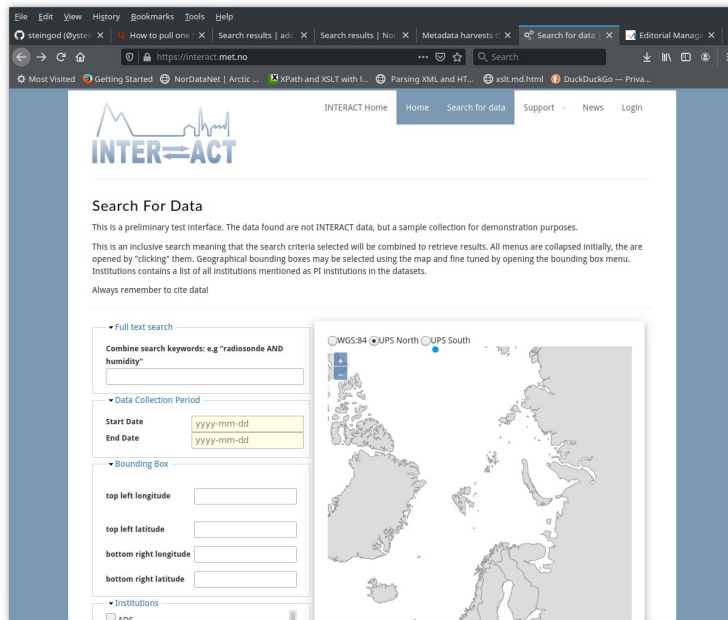 File Edit View History Bookmarks Tools Help
steingod (Øystein How to pull one Search results | adc Search results | Nor Metadata harvests Search for data | Editorial Manage
https://interact.met.no Search
Most Visited Getting Started NorDataNet | Arctic ... XPath and XSLT with l... Parsing XML and HT... xslt.md.html DuckDuckGo — Priva...
INTERACT Home Home Search for data Support News Login
INTER ACT
Search For Data
This is a preliminary test interface. The data found are not INTERACT data, but a sample collection for demonstration purposes.
This is an inclusive search meaning that the search criteria selected will be combined to retrieve results. All menus are collapsed initially, the are
opened by "clicking" them. Geographical bounding boxes may be selected using the map and fine tuned by opening the bounding box menu.
Institutions contains a list of all institutions mentioned as PI institutions in the datasets.
Always remember to cite data!
Full text search
Combine search keywords: e.g "radiosonde AND
humidity"
Data Collection Period
Start Date yyyy-mm-dd
End Date yyyy-mm-dd
Bounding Box
top left longitude
top left latitude
bottom right longitude
bottom right latitude
Institutions
WGS:84 UPS North UPS South
+
–